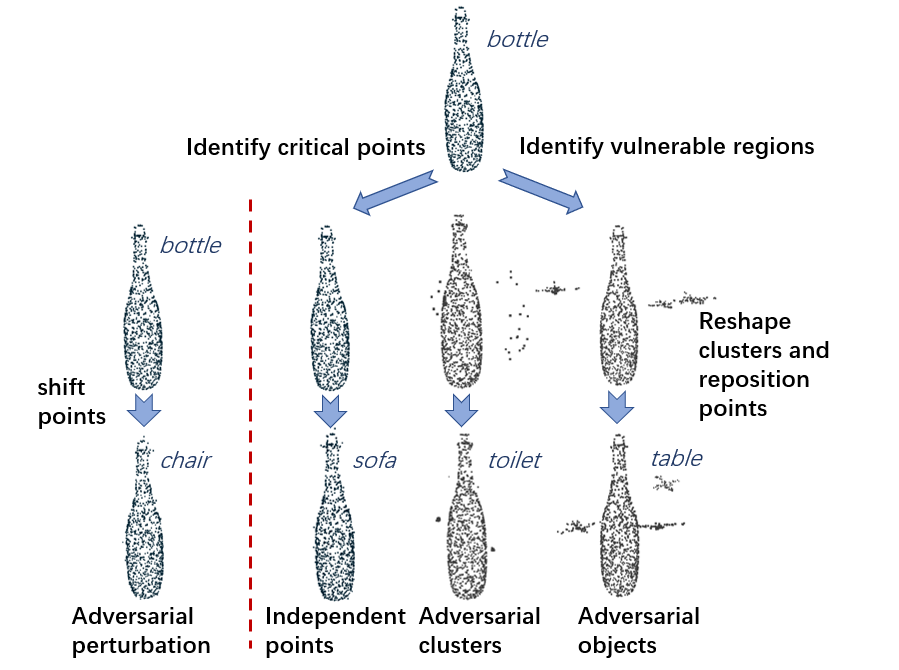 bottle
Identify critical points
Identify vulnerable regions
bottle
Reshape
clusters and
reposition
points
shift
points
chair
sofa
toilet
table
Adversarial
perturbation
Independent
points
Adversarial
clusters
Adversarial
objects